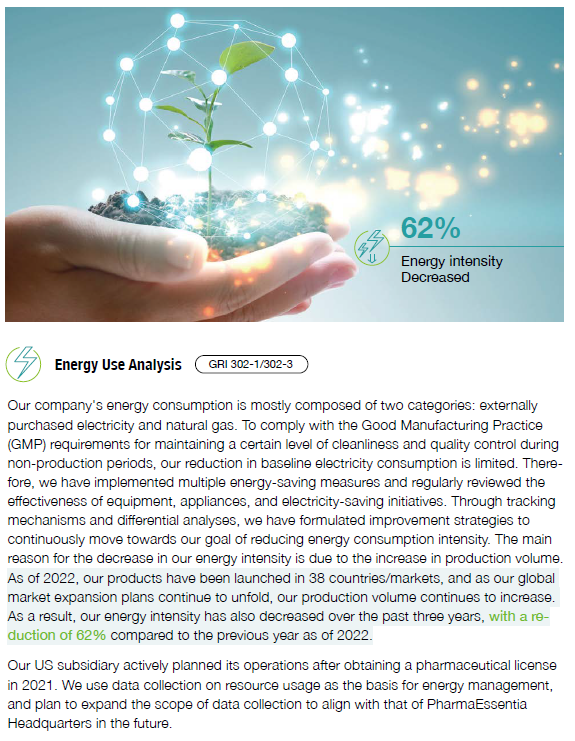 62%
Energy intensity
Decreased
Energy Use Analysis
GRI 302-1/302-3
Our company's energy consumption is mostly composed of two categories: externally
purchased electricity and natural gas. To comply with the Good Manufacturing Practice
(GMP) requirements for maintaining a certain level of cleanliness and quality control during
non-production periods, our reduction in baseline electricity consumption is limited. There-
fore, we have implemented multiple energy-saving measures and regularly reviewed the
effectiveness of equipment, appliances, and electricity-saving initiatives. Through tracking
mechanisms and differential analyses, we have formulated improvement strategies to
continuously move towards our goal of reducing energy consumption intensity. The main
reason for the decrease in our energy intensity is due to the increase in production volume.
As of 2022, our products have been launched in 38 countries/markets, and as our global
market expansion plans continue to unfold, our production volume continues to increase.
As a result, our energy intensity has also decreased over the past three years, with a re-
duction of 62% compared to the previous year as of 2022.
Our US subsidiary actively planned its operations after obtaining a pharmaceutical license
in 2021. We use data collection on resource usage as the basis for energy management,
and plan to expand the scope of data collection to align with that of PharmaEssentia
Headquarters in the future.